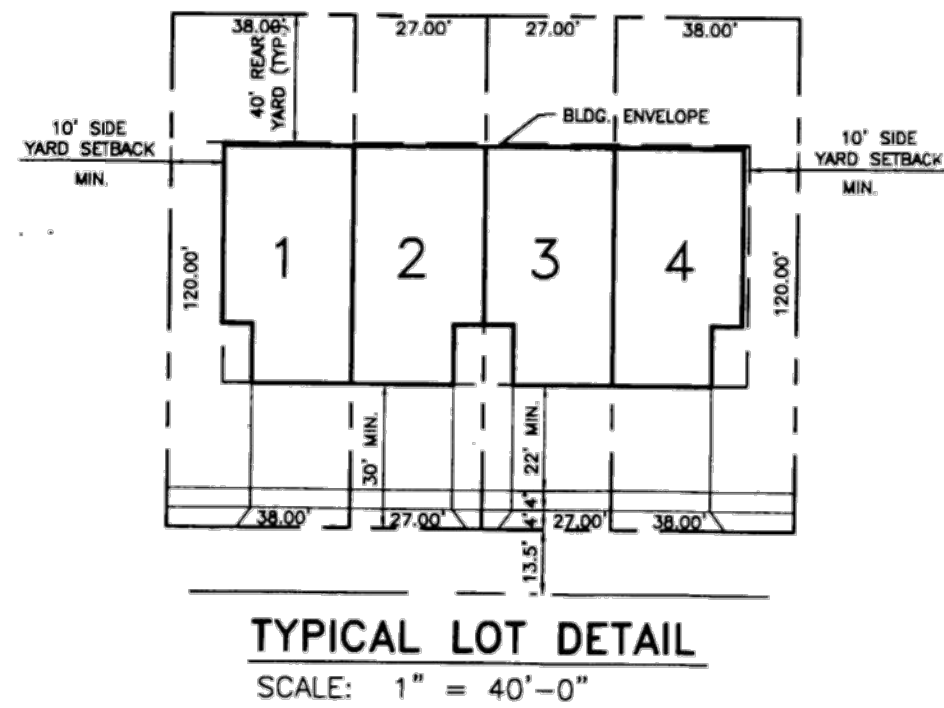 38.00' 27.00' 27.00' 38.00'
40' REAR
YARD (TYP.)
BLDG. ENVELOPE
10' SIDE
YARD SETBACK
MIN.
10' SIDE
YARD SETBACK
MIN.
120.00'
1 2 3 4
120.00'
30' MIN.
22' MIN.
4'
4'
38.00' 27.00' 27.00' 38.00'
13.5'
TYPICAL LOT DETAIL
SCALE: 1" = 40'-0"